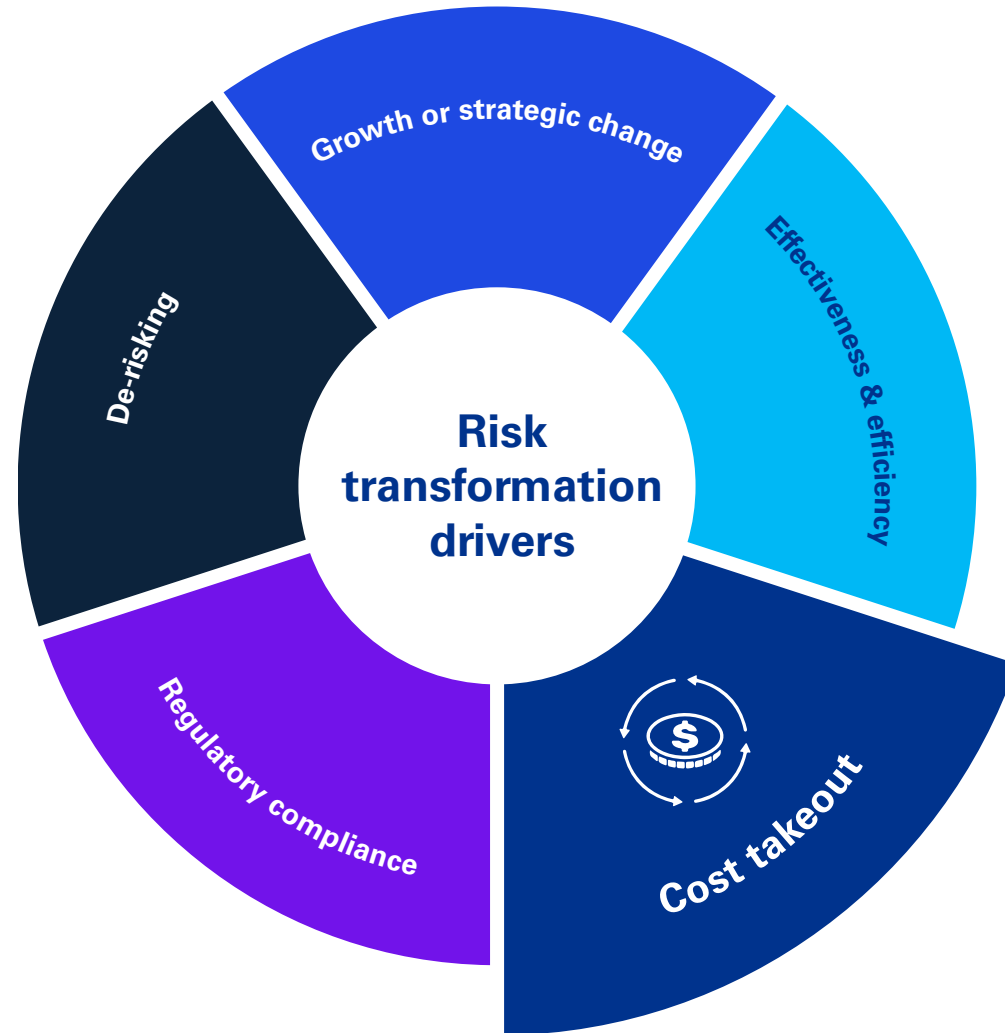 Growth or strategic change
Effectiveness & efficiency
De-risking
Risk
transformation
drivers
Regulatory compliance
$
Cost takeout